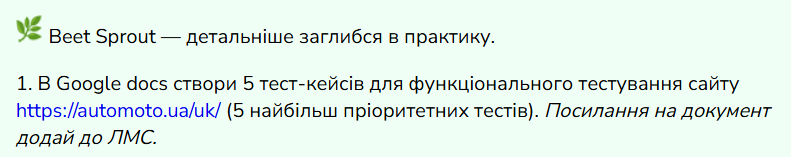 Beet Sprout — детальніше заглибся в практику.
1. В Google docs створи 5 тест-кейсів для функціонального тестування сайту
https://automoto.ua/uk/ (5 найбільш пріоритетних тестів). Посилання на документ
додай до ЛМС.